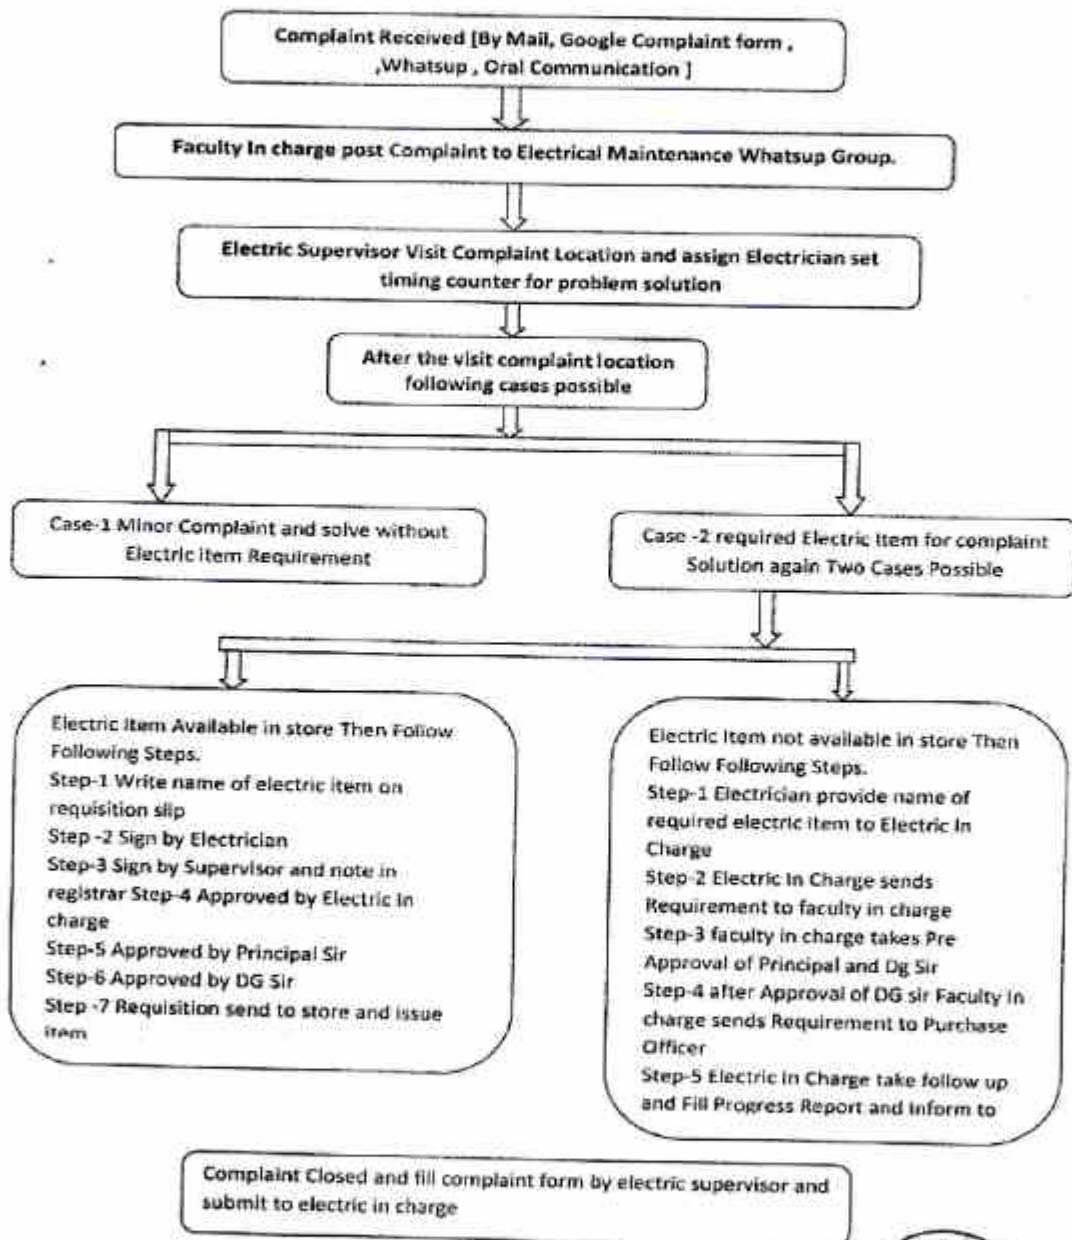 Complaint Received [By Mail, Google Complaint form ,
,Whatsup , Oral Communication ]
Faculty In charge post Complaint to Electrical Maintenance Whatsup Group.
Electric Supervisor Visit Complaint Location and assign Electrician set
timing counter for problem solution
After the visit complaint location
following cases possible
Case-1 Minor Complaint and solve without
Electric item Requirement
Case -2 required Electric Item for complaint
Solution again Two Cases Possible
Electric Item Available in store Then Follow
Following Steps.
Step-1 Write name of electric item on
requisition slip
Step -2 Sign by Electrician
Step-3 Sign by Supervisor and note in
registrar Step-4 Approved by Electric In
charge
Step-5 Approved by Principal Sir
Step-6 Approved by DG Sir
Step -7 Requisition send to store and issue
item
Electric Item not available in store Then
Follow Following Steps.
Step-1 Electrician provide name of
required electric item to Electric In
Charge
Step-2 Electric In Charge sends
Requirement to faculty in charge
Step-3 faculty in charge takes Pre
Approval of Principal and Dg Sir
Step-4 after Approval of DG sir Faculty In
charge sends Requirement to Purchase
Officer
Step-5 Electric In Charge take follow up
and Fill Progress Report and Inform to
Complaint Closed and fill complaint form by electric supervisor and
submit to electric in charge